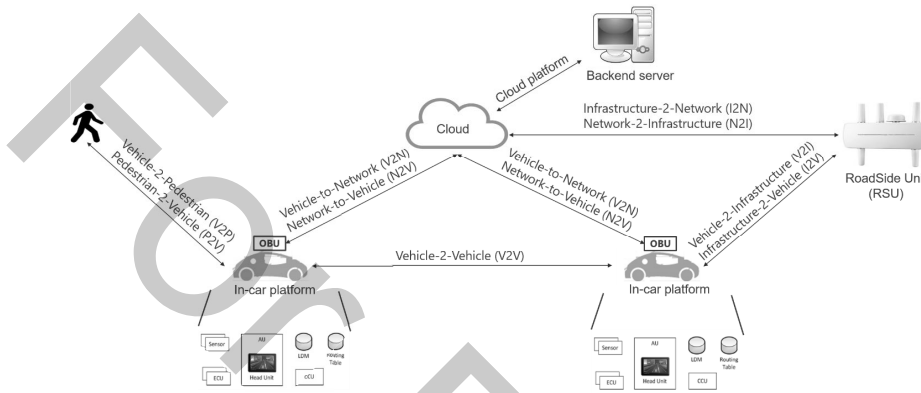 Cloud platform
Backend server
Cloud
Infrastructure-2-Network (I2N)
Network-2-Infrastructure (N2I)
RoadSide Un
(RSU)
Vehicle-2-Pedestrian (V2P)
Pedestrian-2-Vehicle (P2V)
Vehicle-to-Network (V2N)
Network-to-Vehicle (N2V)
Vehicle-to-Network (V2N)
Network-to-Vehicle (N2V)
Vehicle-2-Infrastructure (V2I)
Infrastructure-2-Vehicle (I2V)
OBU
In-car platform
Vehicle-2-Vehicle (V2V)
OBU
In-car platform
Sensor
AU
LDM
Routing
Table
ECU
Head Unit
CCU
Sensor
AU
LDM
Routing
Table
ECU
Head Unit
CCU
For